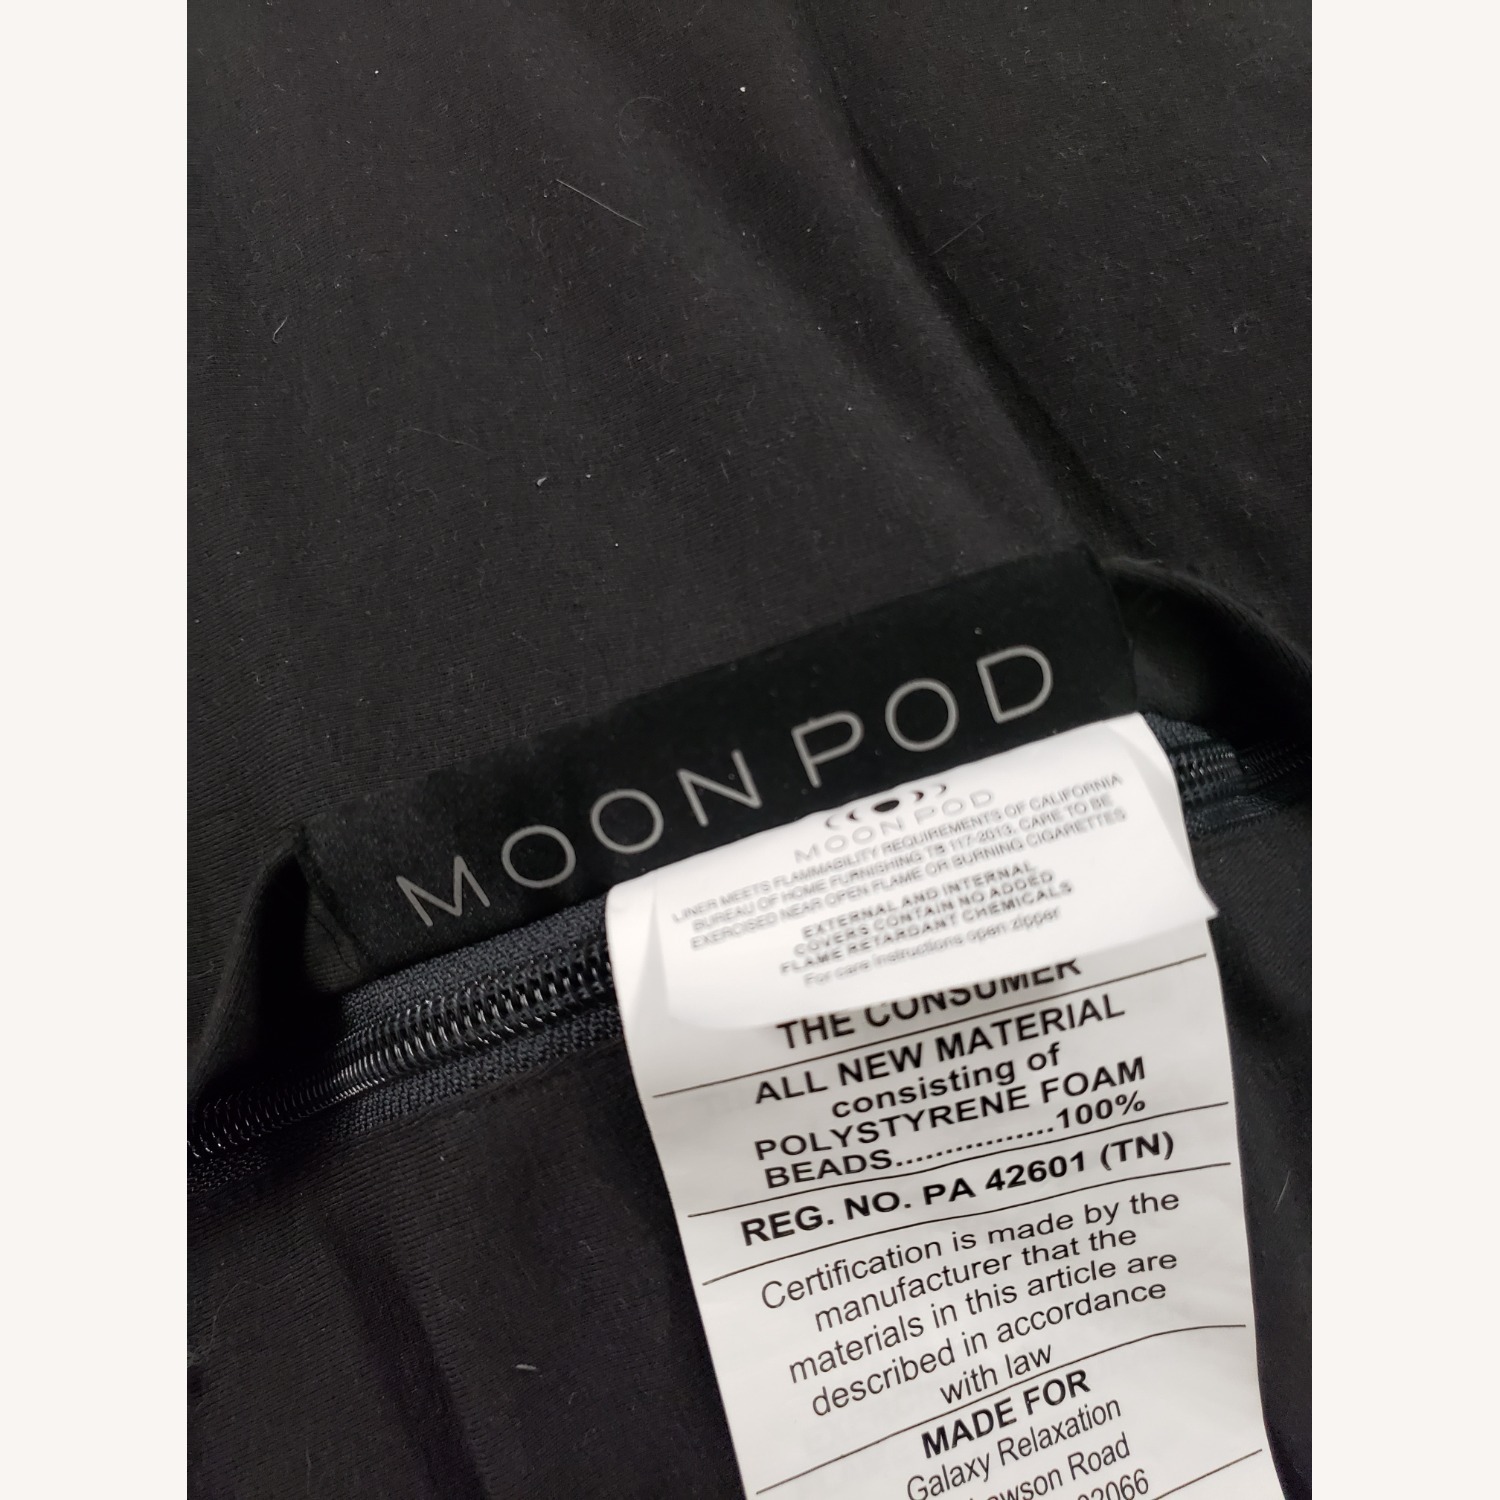 MOON POD
MOON POD
LINER MEETS FLAMMABILITY REQUIREMENTS OF CALIFORNIA
BUREAU OF HOME FURNISHING TB 117-2013. CARE TO BE
EXERCISED NEAR OPEN FLAME OR BURNING CIGARETTES
EXTERNAL AND INTERNAL
COVERS CONTAIN NO ADDED
FLAME RETARDANT CHEMICALS
For care instructions open zipper
THE CONSUMER
ALL NEW MATERIAL
consisting of
POLYSTYRENE FOAM
BEADS...............100%
REG. NO. PA 42601 (TN)
Certification is made by the
manufacturer that the
materials in this article are
described in accordance
with law
MADE FOR
Galaxy Relaxation
Road
02066